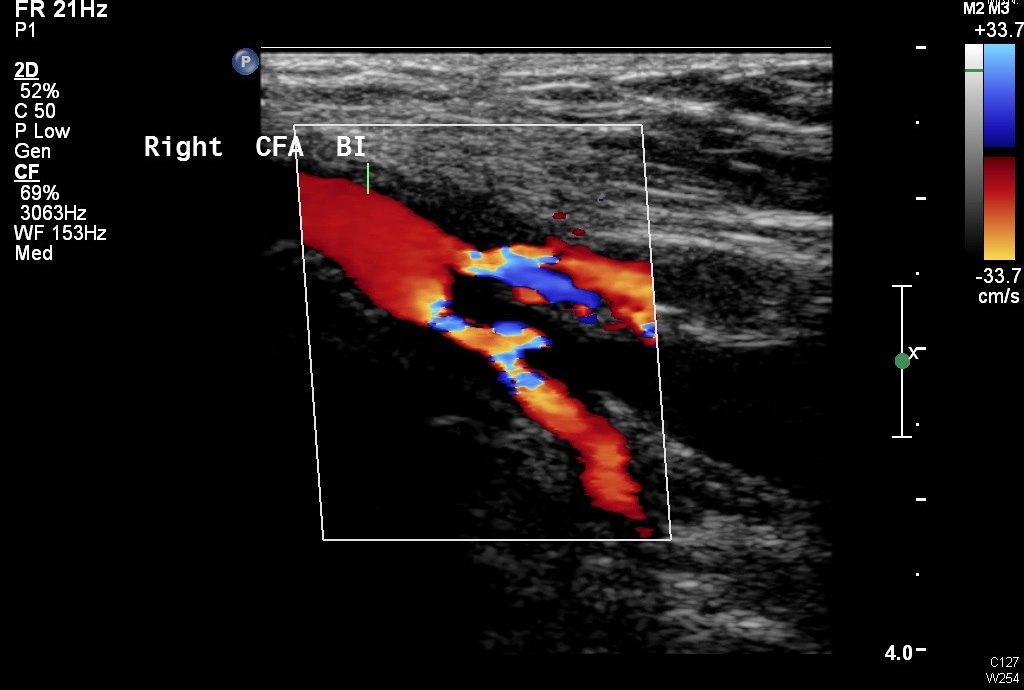 FR 21Hz
P1
2D
52%
C 50
P Low
Gen
CF
69%
3063Hz
WF 153Hz
Med
P
Right CFA BI
M2 M3
+33.7
-33.7
cm/s
X
4.0
C127
W254